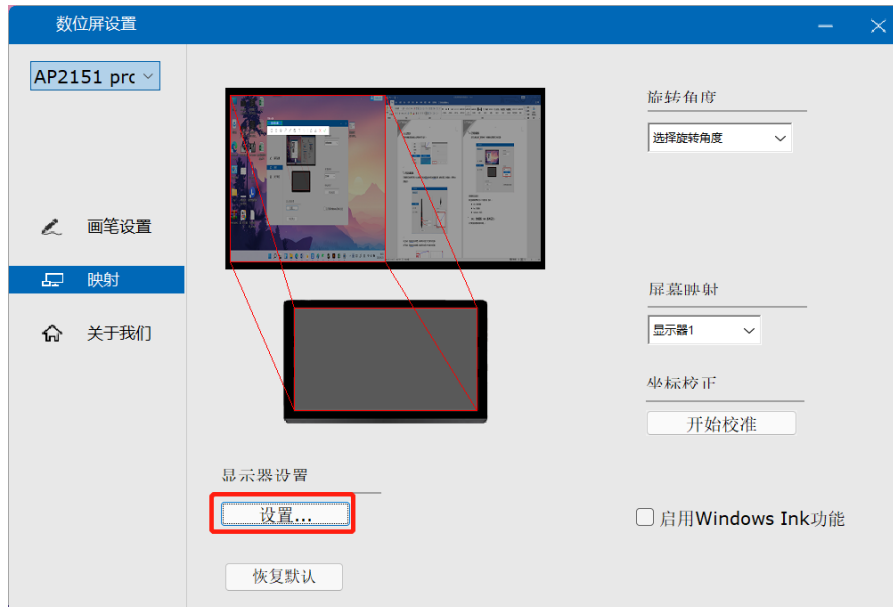 数位屏设置
AP2151 prc
旋转角度
选择旋转角度
画笔设置
映射
关于我们
屏幕映射
显示器1
坐标校正
开始校准
显示器设置
设置...
启用Windows Ink功能
恢复默认